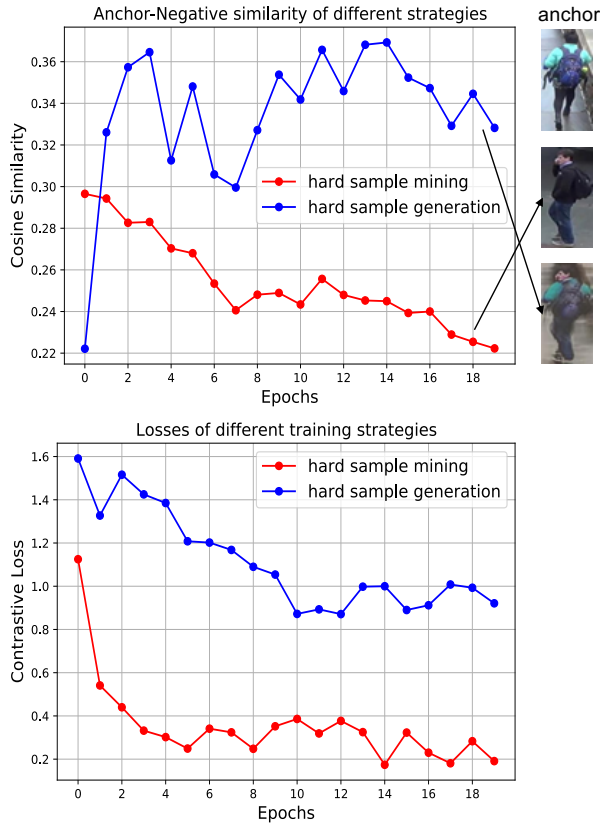 Anchor-Negative similarity of different strategies
anchor
Cosine Similarity
0.36
0.34
0.32
0.30
0.28
0.26
0.24
0.22
hard sample mining
hard sample generation
0 2 4 6 8 10 12 14 16 18
Epochs
Losses of different training strategies
Contrastive Loss
1.6
1.4
1.2
1.0
0.8
0.6
0.4
0.2
hard sample mining
hard sample generation
0 2 4 6 8 10 12 14 16 18
Epochs